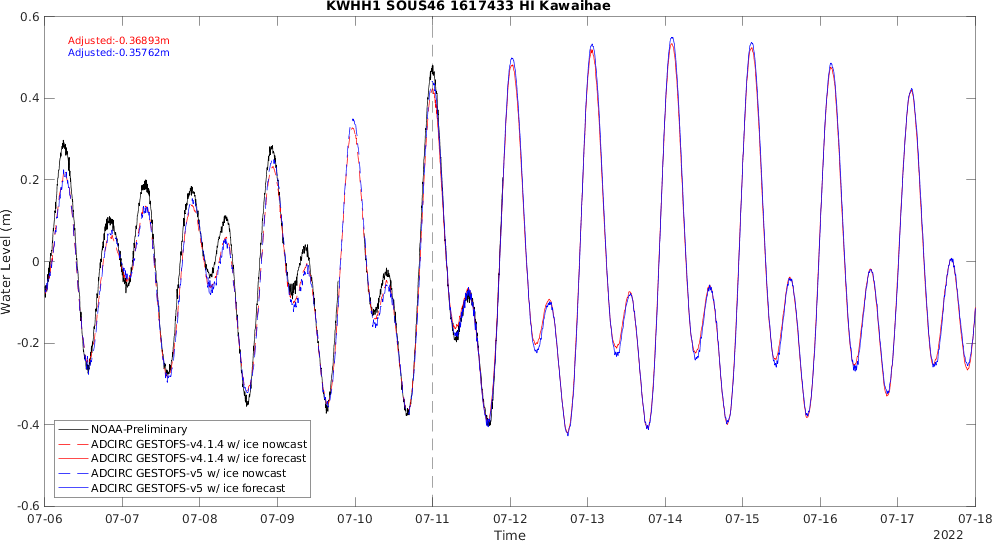 KWHH1 SOUS46 1617433 HI Kawaihae
Adjusted:-0.36893m
Adjusted:-0.35762m
0.6
0.4
0.2
0
-0.2
-0.4
-0.6
Water Level (m)
NOAA-Preliminary
ADCIRC GESTOFS-v4.1.4 w/ ice nowcast
ADCIRC GESTOFS-v4.1.4 w/ ice forecast
ADCIRC GESTOFS-v5 w/ ice nowcast
ADCIRC GESTOFS-v5 w/ ice forecast
07-06 07-07 07-08 07-09 07-10 07-11 07-12 07-13 07-14 07-15 07-16 07-17 07-18
Time
2022